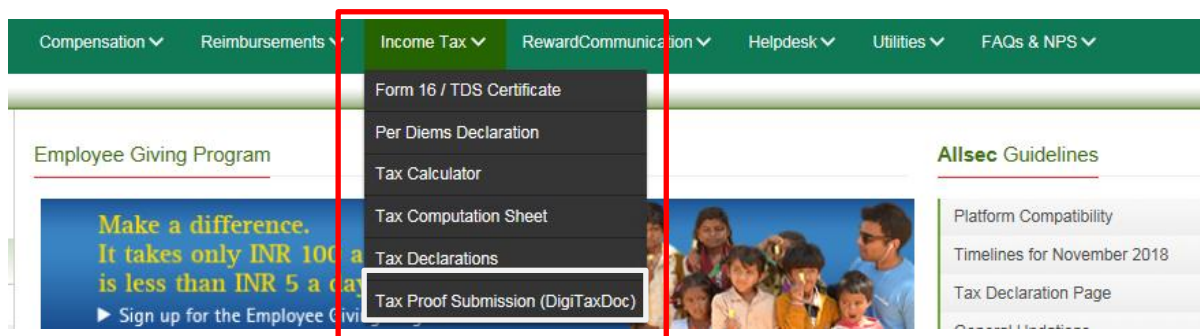 Compensation Reimbursements Income Tax RewardCommunication Helpdesk Utilities FAQs & NPS
Form 16 / TDS Certificate
Per Diems Declaration
Tax Calculator
Tax Computation Sheet
Tax Declarations
Tax Proof Submission (DigiTaxDoc)
Employee Giving Program
Make a difference.
It takes only INR 100 a
is less than INR 5 a day
Sign up for the Employee
Allsec Guidelines
Platform Compatibility
Timelines for November 2018
Tax Declaration Page